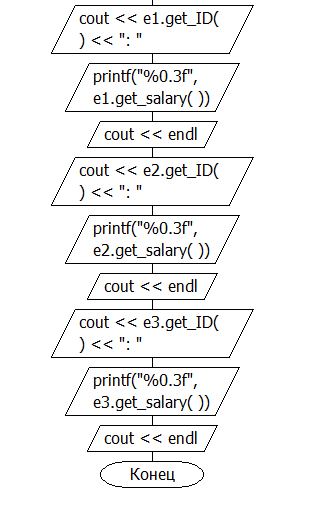 cout << e1.get_ID(
) << ": "
printf("%0.3f",
e1.get_salary( ))
cout << endl
cout << e2.get_ID(
) << ": "
printf("%0.3f",
e2.get_salary( ))
cout << endl
cout << e3.get_ID(
) << ": "
printf("%0.3f",
e3.get_salary( ))
cout << endl
Конец